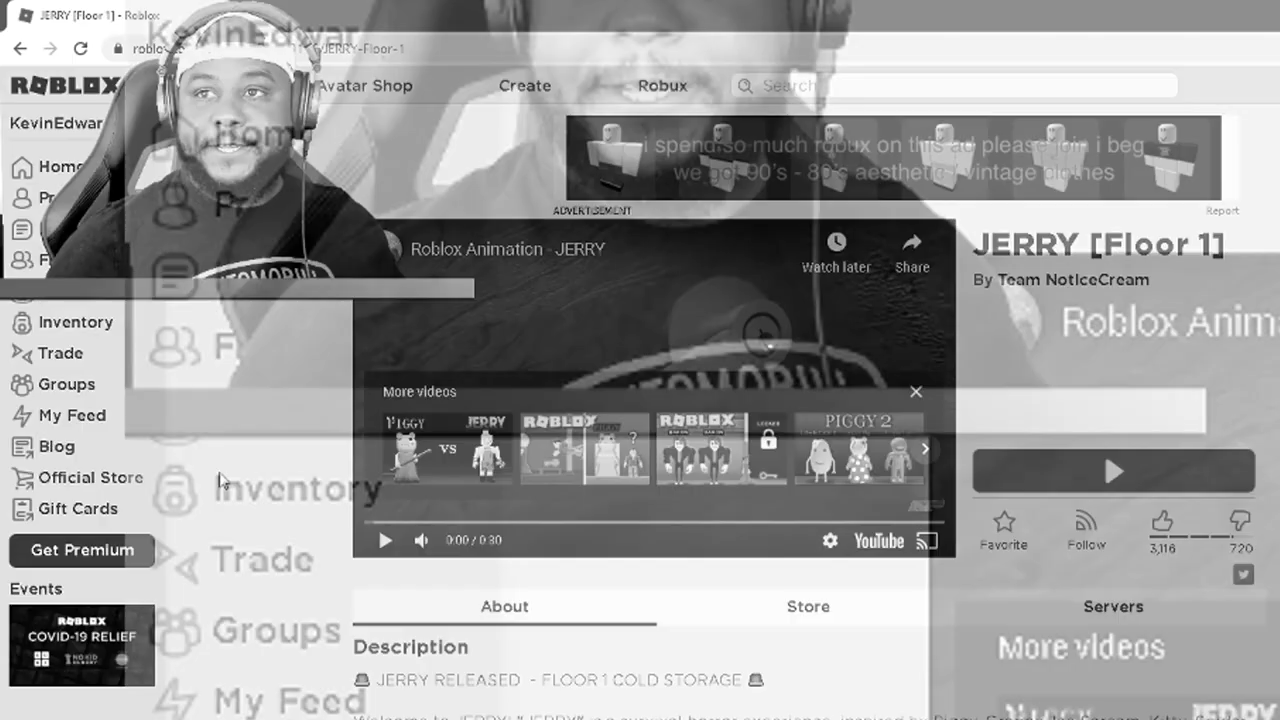 JERRY [Floor 1] - Roblox
JERRY-Floor-1
ROBLOX
Avatar Shop
Create
Robux
Search
KevinEdwar
KevinEdwar
Home
Home
i spend so much robux on this ad please join i beg
we got 90's - 80's aesthetic / vintage clothes
ADVERTISEMENT
Report
Roblox Animation - JERRY
Watch later
Share
JERRY [Floor 1]
By Team NotIceCream
Roblox Anim
Inventory
Trade
Groups
My Feed
Blog
Official Store
Gift Cards
Get Premium
Events
ROBLOX
COVID-19 RELIEF
Inventory
Trade
Groups
My Feed
More videos
PIGGY
VS
JERRY
ROBLOX
?
ROBLOX
PIGGY 2
0:00 / 0:30
YouTube
Favorite
Follow
3,116
720
About
Store
Servers
Description
JERRY RELEASED - FLOOR 1 COLD STORAGE
More videos